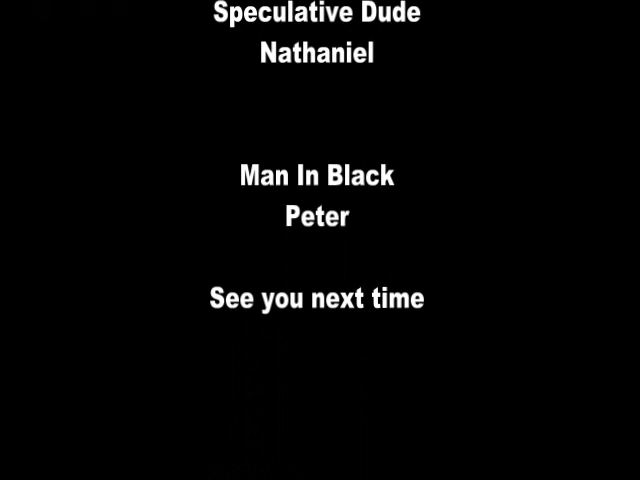 Speculative Dude
Nathaniel
Man In Black
Peter
See you next time